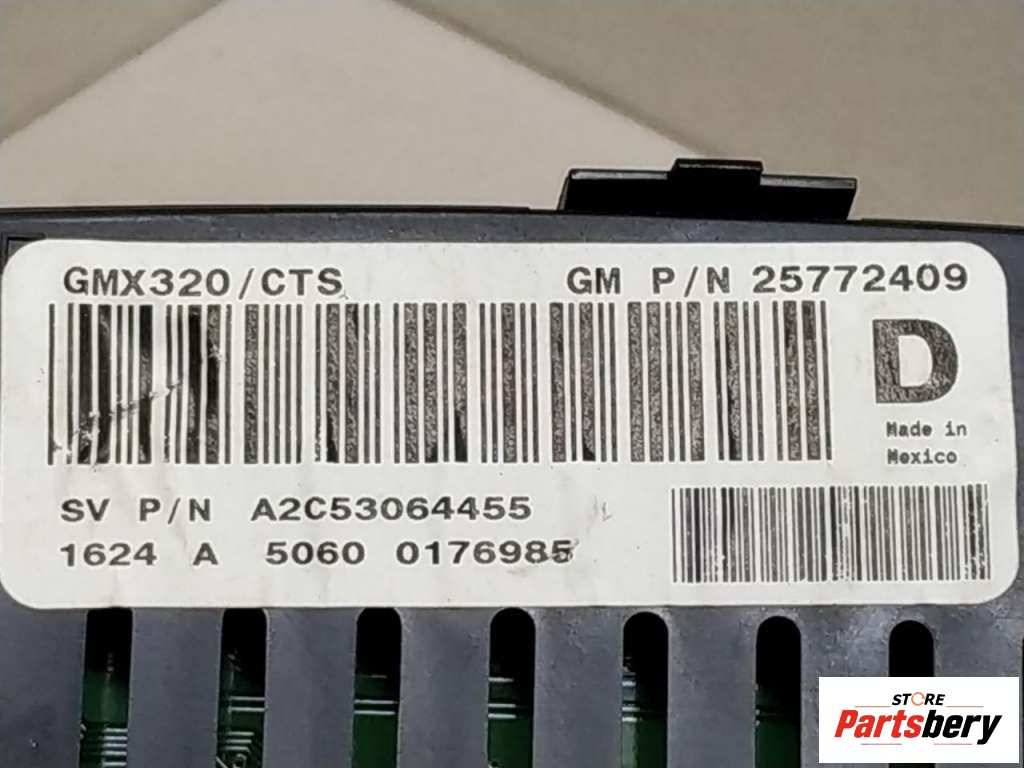 GMX320/CTS GM P/N 25772409
D
Made in
Mexico
SV P/N A2C53064455
1624 A 5060 0176985
STORE
Partsbery